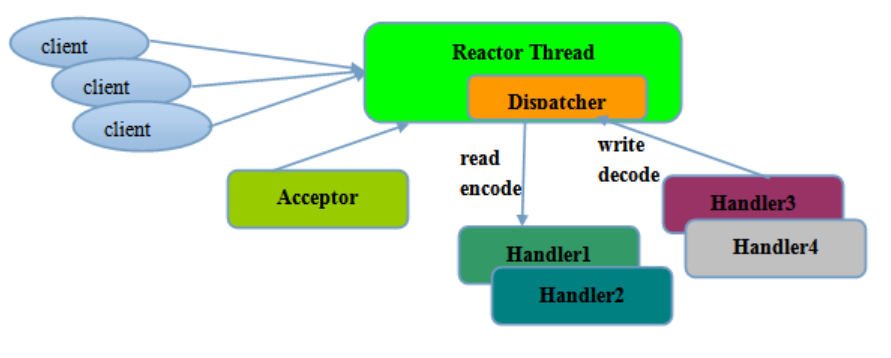 client
client
client
Reactor Thread
Dispatcher
Acceptor
read
encode
write
decode
Handler1
Handler2
Handler3
Handler4